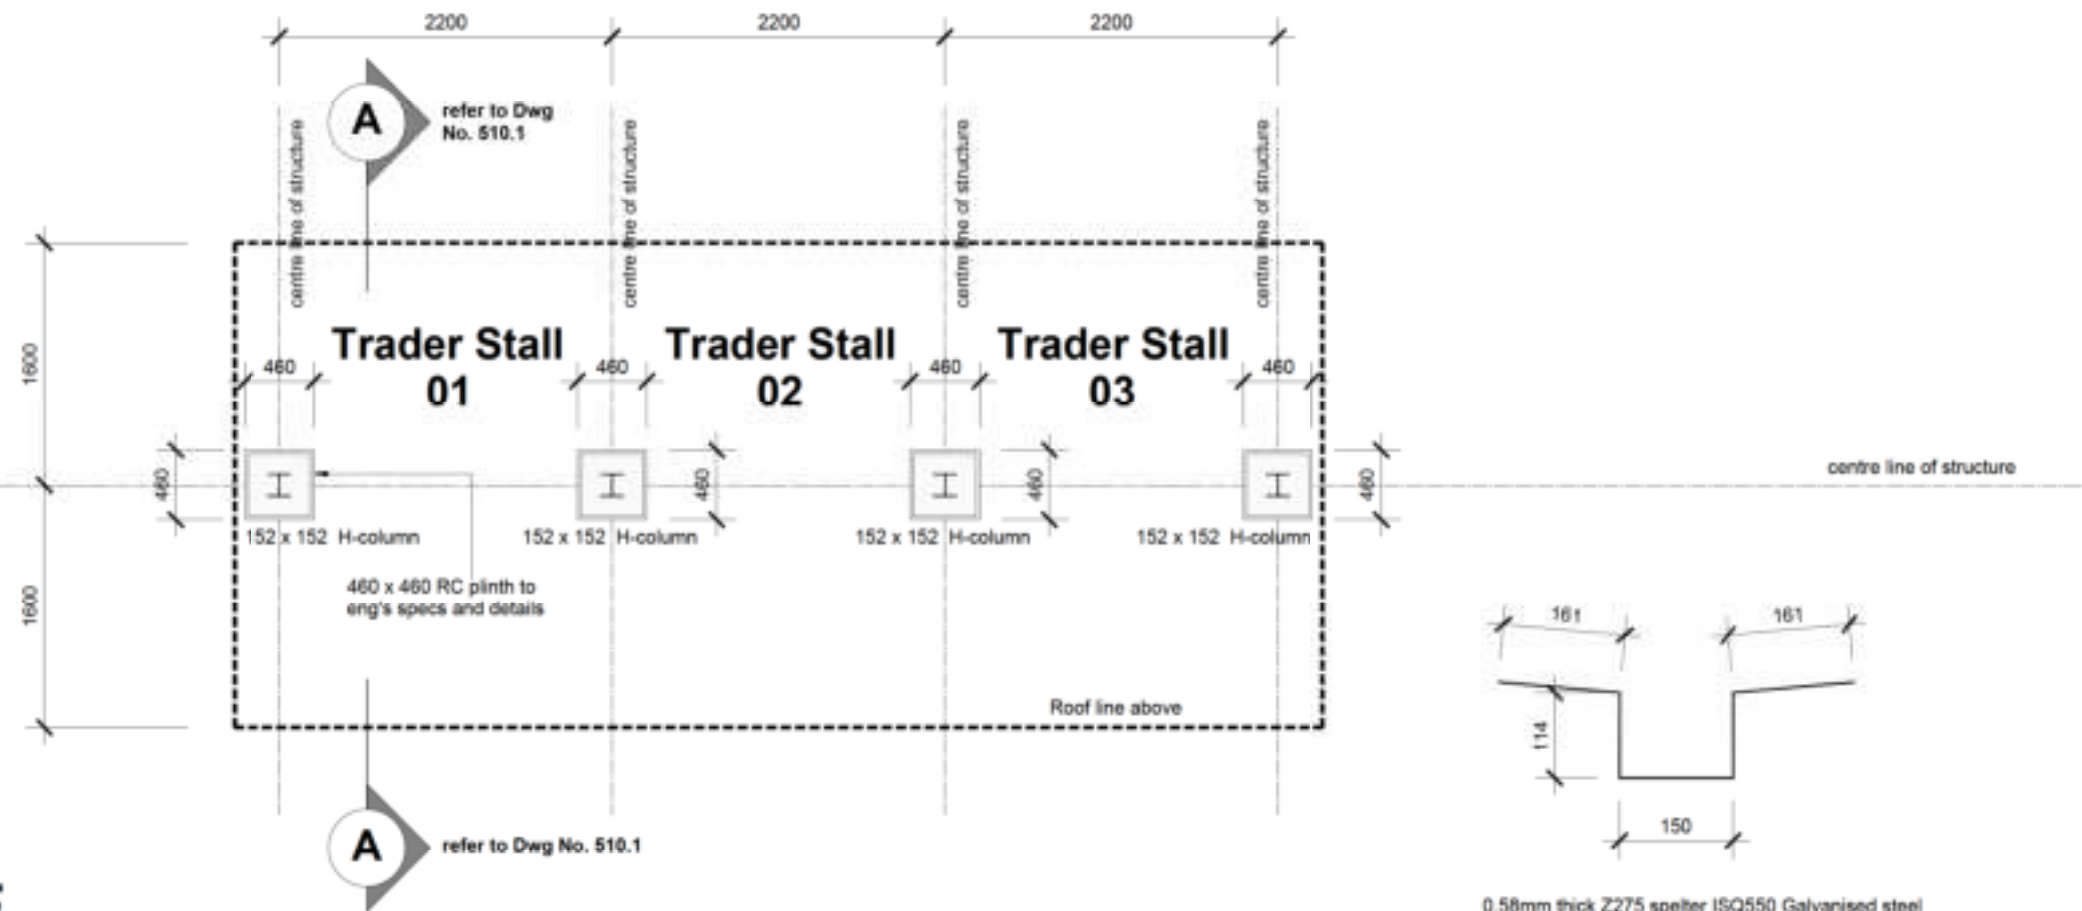 2200
2200
2200
A
refer to Dwg
No. 510.1
centre line of structure
centre line of structure
centre line of structure
centre line of structure
1600
Trader Stall
01
Trader Stall
02
Trader Stall
03
460
460
460
460
460
460
460
460
centre line of structure
152 x 152 H-column
152 x 152 H-column
152 x 152 H-column
152 x 152 H-column
460 x 460 RC plinth to
eng's specs and details
1600
Roof line above
161
161
114
150
A
refer to Dwg No. 510.1
0.58mm thick Z275 spelter ISQ550 Galvanised steel